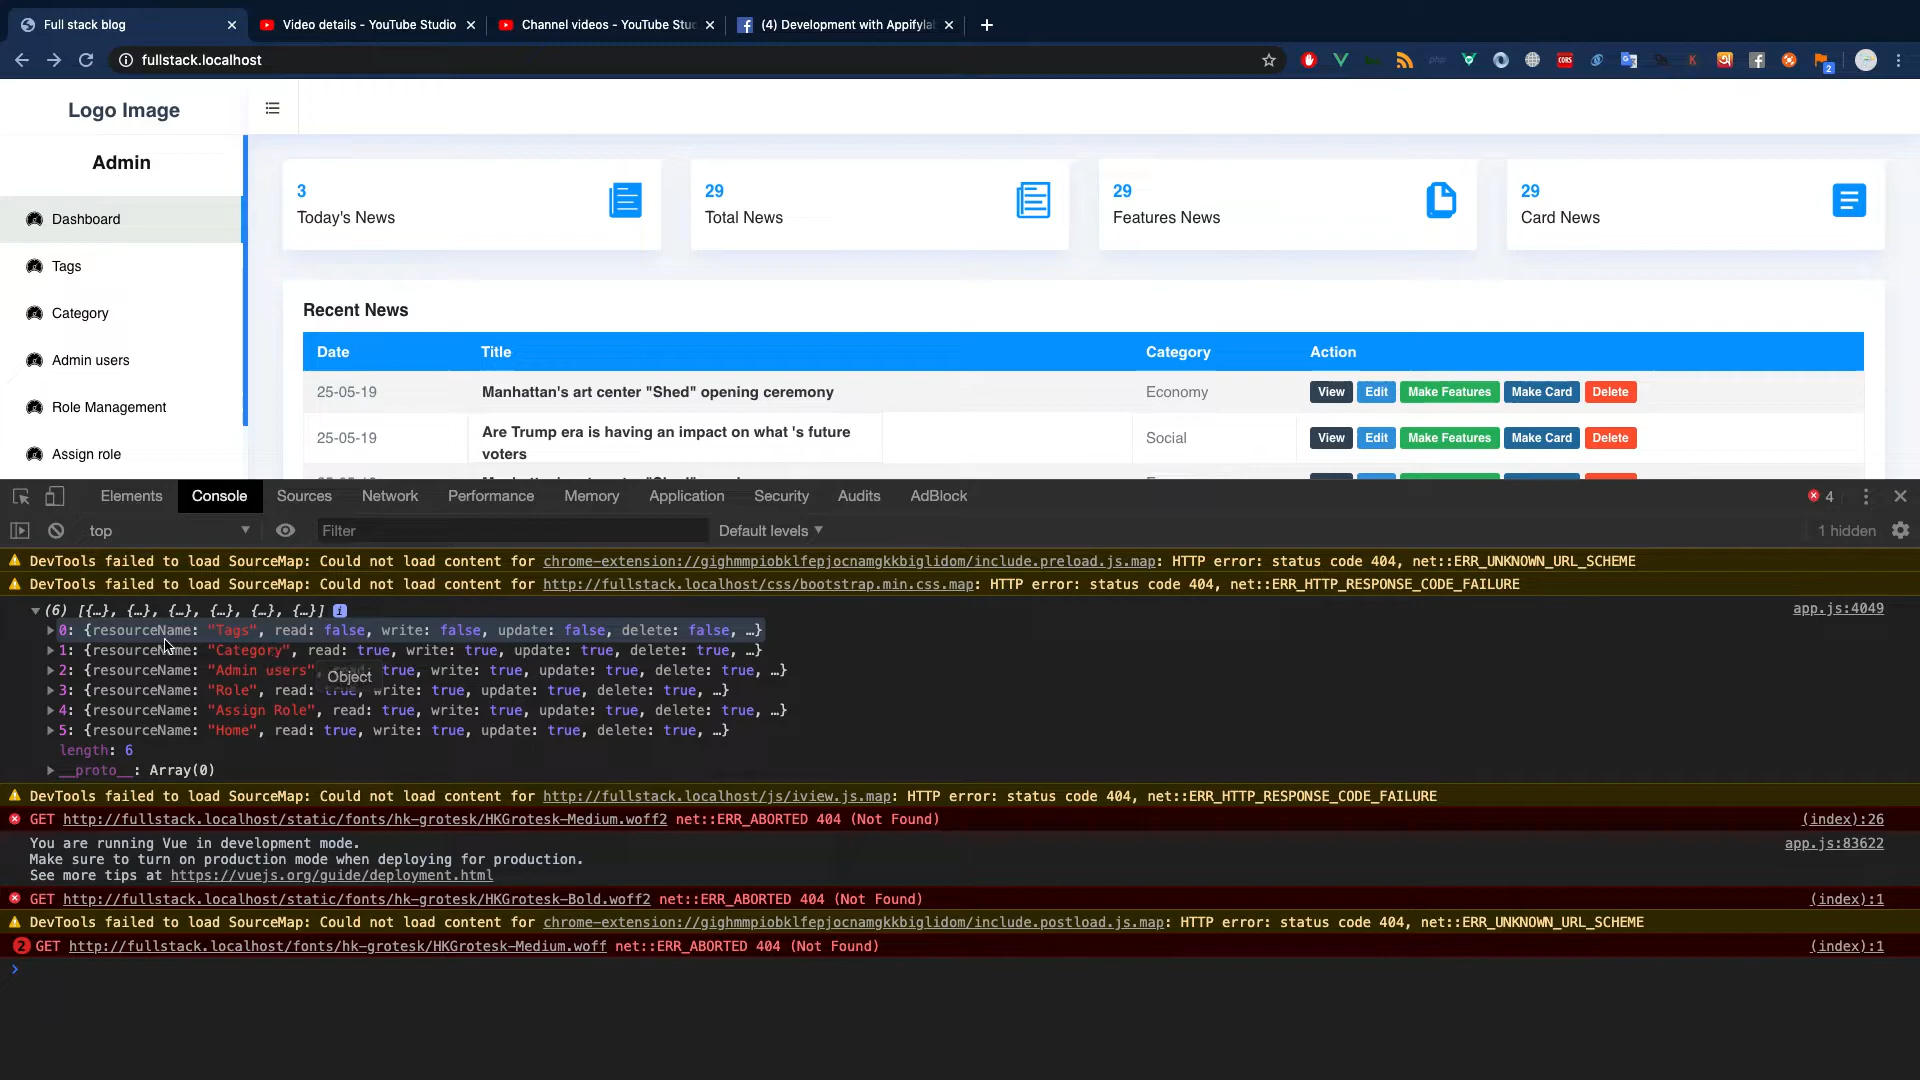 Full stack blog
Video details - YouTube Studio
Channel videos - YouTube Stu
(4) Development with Appifyla
fullstack.localhost
Logo Image
Admin
Dashboard
Tags
Category
Admin users
Role Management
Assign role
3
Today's News
29
Total News
29
Features News
29
Card News
Recent News
Date Title Category Action
25-05-19 Manhattan's art center "Shed" opening ceremony Economy View Edit Make Features Make Card Delete
25-05-19 Are Trump era is having an impact on what 's future voters Social View Edit Make Features Make Card Delete
Elements Console Sources Network Performance Memory Application Security Audits AdBlock 4
top Filter Default levels 1 hidden
DevTools failed to load SourceMap: Could not load content for chrome-extension://gighmmpiobklfepjocnamgkkbiglidom/include.preload.js.map: HTTP error: status code 404, net::ERR_UNKNOWN_URL_SCHEME
DevTools failed to load SourceMap: Could not load content for http://fullstack.localhost/css/bootstrap.min.css.map: HTTP error: status code 404, net::ERR_HTTP_RESPONSE_CODE_FAILURE
(6) [{…}, {…}, {…}, {…}, {…}, {…}] i app.js:4049
0: {resourceName: "Tags", read: false, write: false, update: false, delete: false, …}
1: {resourceName: "Category", read: true, write: true, update: true, delete: true, …}
2: {resourceName: "Admin users", true, write: true, update: true, delete: true, …}
Object
3: {resourceName: "Role", read: true, write: true, update: true, delete: true, …}
4: {resourceName: "Assign Role", read: true, write: true, update: true, delete: true, …}
5: {resourceName: "Home", read: true, write: true, update: true, delete: true, …}
length: 6
__proto__: Array(0)
DevTools failed to load SourceMap: Could not load content for http://fullstack.localhost/js/iview.js.map: HTTP error: status code 404, net::ERR_HTTP_RESPONSE_CODE_FAILURE
GET http://fullstack.localhost/static/fonts/hk-grotesk/HKGrotesk-Medium.woff2 net::ERR_ABORTED 404 (Not Found) (index):26
You are running Vue in development mode. app.js:83622
Make sure to turn on production mode when deploying for production.
See more tips at https://vuejs.org/guide/deployment.html
GET http://fullstack.localhost/static/fonts/hk-grotesk/HKGrotesk-Bold.woff2 net::ERR_ABORTED 404 (Not Found) (index):1
DevTools failed to load SourceMap: Could not load content for chrome-extension://gighmmpiobklfepjocnamgkkbiglidom/include.postload.js.map: HTTP error: status code 404, net::ERR_UNKNOWN_URL_SCHEME
2 GET http://fullstack.localhost/fonts/hk-grotesk/HKGrotesk-Medium.woff net::ERR_ABORTED 404 (Not Found) (index):1